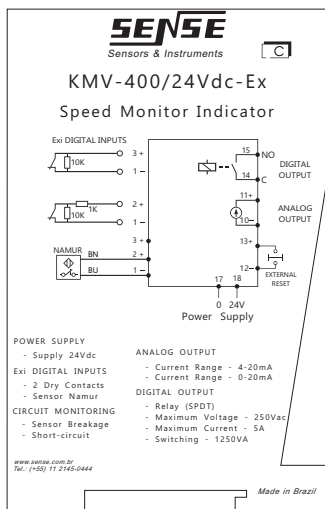 SENSE
Sensors & Instruments
C
KMV-400/24Vdc-Ex
Speed Monitor Indicator
Exi DIGITAL INPUTS
10K
3 +
1 −
10K
1K
2 +
1 −
3 +
NAMUR
BN
2 +
BU
1 −
15
NO
14
C
DIGITAL
OUTPUT
11+
10−
ANALOG
OUTPUT
13+
12−
EXTERNAL
RESET
17 18
0 24V
Power Supply
POWER SUPPLY
- Supply 24Vdc
Exi DIGITAL INPUTS
- 2 Dry Contacts
- Sensor Namur
CIRCUIT MONITORING
- Sensor Breakage
- Short-circuit
ANALOG OUTPUT
- Current Range - 4-20mA
- Current Range - 0-20mA
DIGITAL OUTPUT
- Relay (SPDT)
- Maximum Voltage - 250Vac
- Maximum Current - 5A
- Switching - 1250VA
www.sense.com.br
Tel.: (+55) 11 2145-0444
Made in Brazil